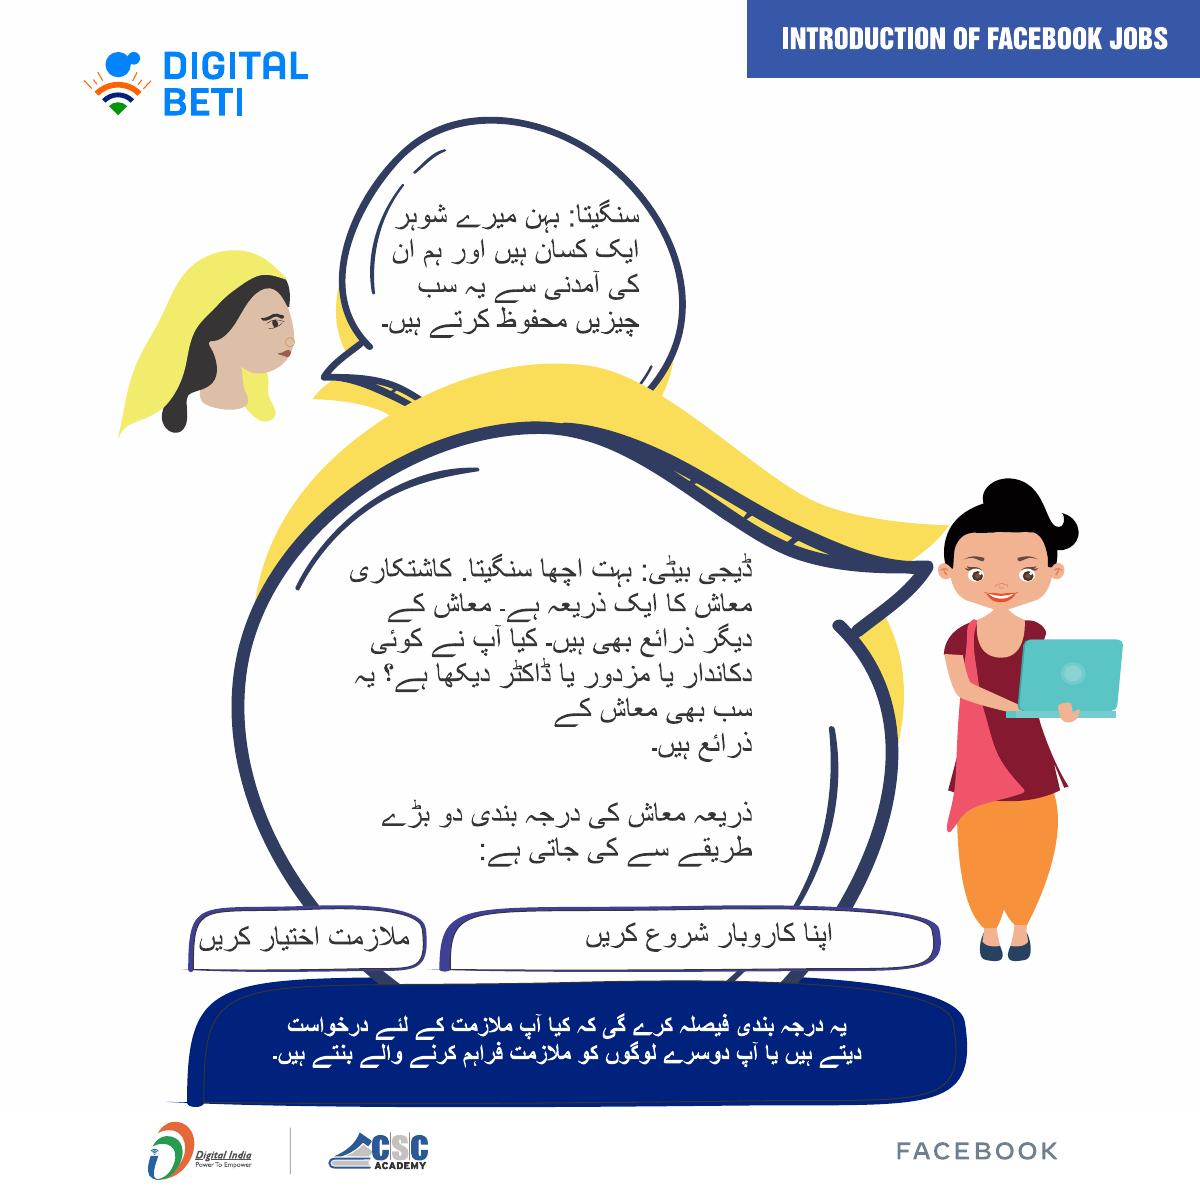 INTRODUCTION OF FACEBOOK JOBS
DIGITAL
BETI
سنگیتا: بہن میرے شوہر
ایک کسان ہیں اور ہم ان
کی آمدنی سے یہ سب
چیزیں محفوظ کرتے ہیں۔
ڈیجی بیٹی: بہت اچھا سنگیتا. کاشتکاری
معاش کا ایک ذریعہ ہے۔ معاش کے
دیگر ذرائع بھی ہیں۔ کیا آپ نے کوئی
دکاندار یا مزدور یا ڈاکٹر دیکھا ہے؟ یہ
سب بھی معاش کے
ذرائع ہیں۔
ذریعہ معاش کی درجہ بندی دو بڑے
طریقے سے کی جاتی ہے:
اپنا کاروبار شروع کریں
ملازمت اختیار کریں
یہ درجہ بندی فیصلہ کرے گی کہ کیا آپ ملازمت کے لئے درخواست
دیتے ہیں یا آپ دوسرے لوگوں کو ملازمت فراہم کرنے والے بنتے ہیں۔
Digital India
Power To Empower
CSC
ACADEMY
FACEBOOK